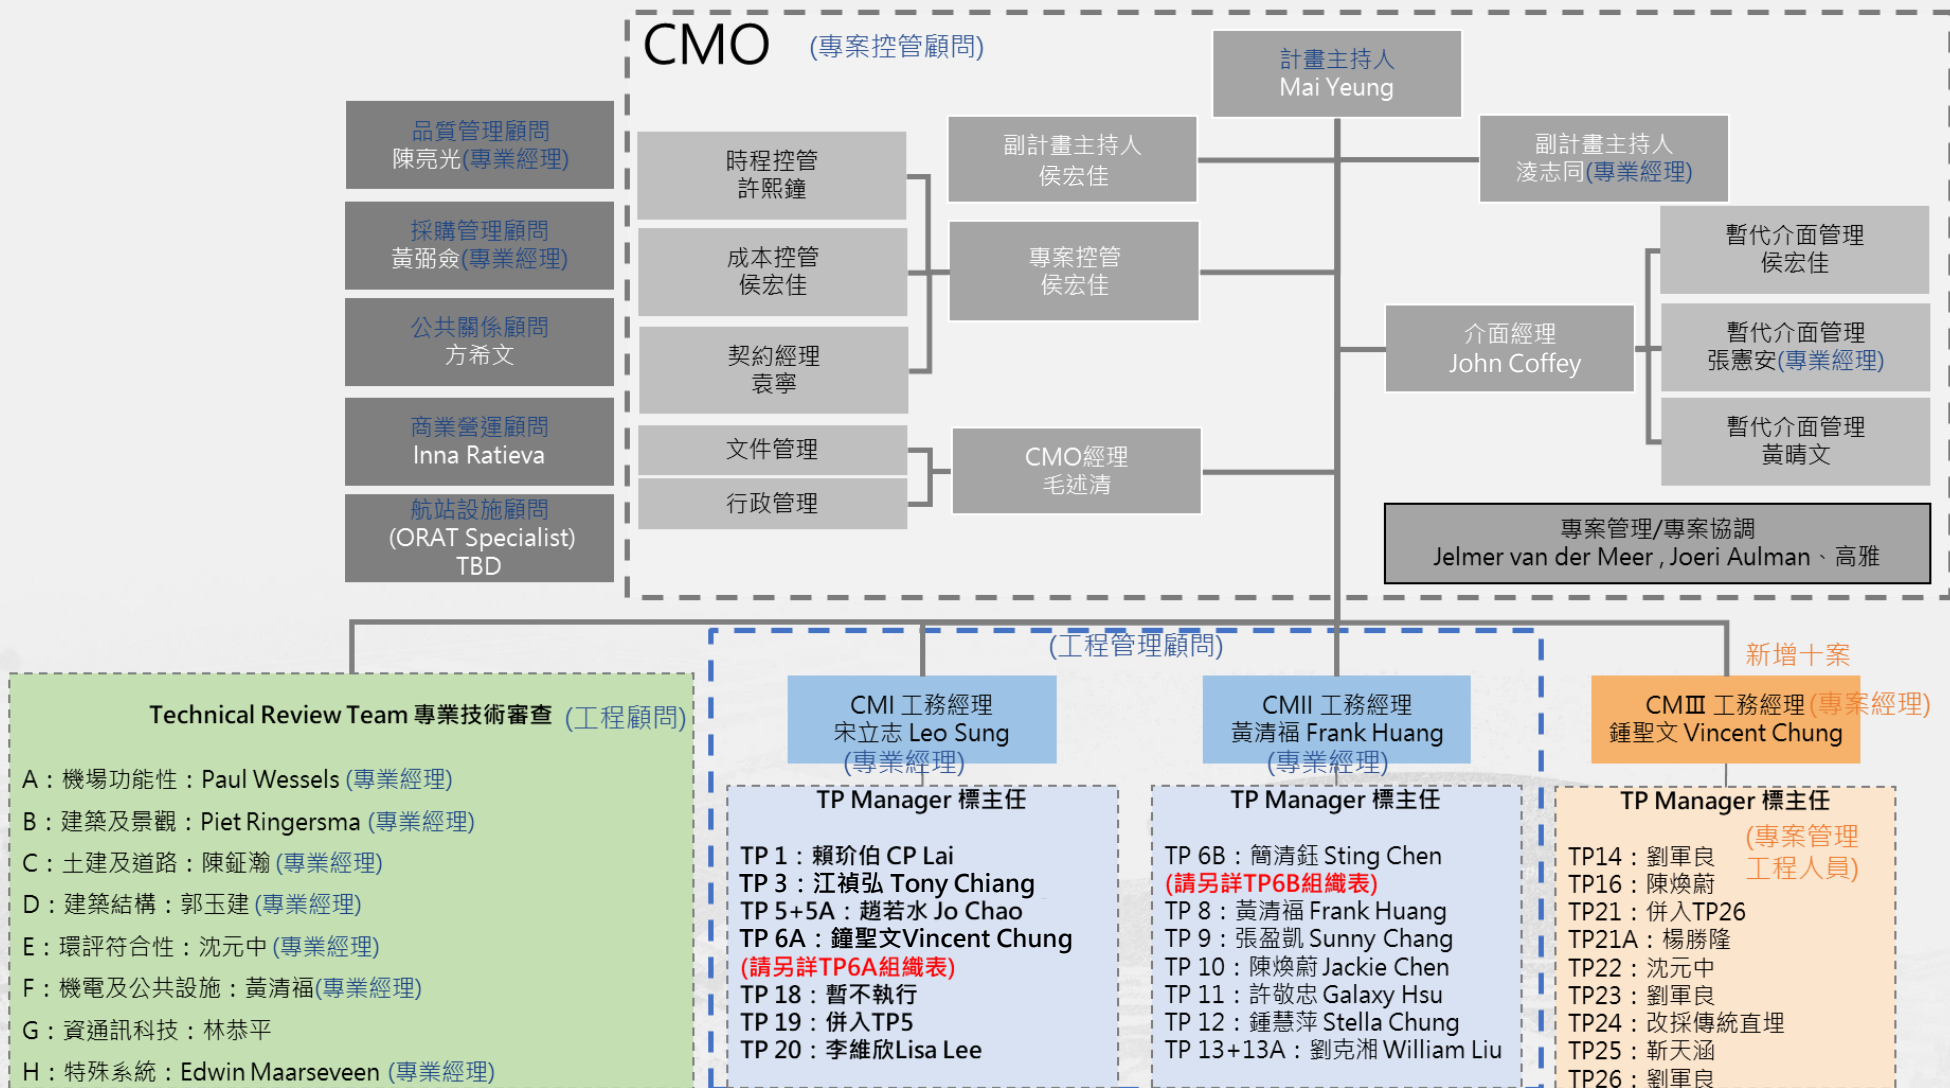 CMO (專案控管顧問)
計畫主持人
Mai Yeung
副計畫主持人
侯宏佳
副計畫主持人
淩志同(專業經理)
品質管理顧問
陳亮光(專業經理)
採購管理顧問
黃弼僉(專業經理)
公共關係顧問
方希文
商業營運顧問
Inna Ratieva
航站設施顧問
(ORAT Specialist)
TBD
時程控管
許熙鐘
成本控管
侯宏佳
契約經理
袁寧
專案控管
侯宏佳
文件管理
行政管理
CMO經理
毛述清
介面經理
John Coffey
暫代介面管理
侯宏佳
暫代介面管理
張憲安(專業經理)
暫代介面管理
黃晴文
專案管理/專案協調
Jelmer van der Meer , Joeri Aulman、高雅
Technical Review Team 專業技術審查 (工程顧問)
A：機場功能性：Paul Wessels (專業經理)
B：建築及景觀：Piet Ringersma (專業經理)
C：土建及道路：陳鉦瀚 (專業經理)
D：建築結構：郭玉建 (專業經理)
E：環評符合性：沈元中 (專業經理)
F：機電及公共設施：黃清福(專業經理)
G：資通訊科技：林恭平
H：特殊系統：Edwin Maarseveen (專業經理)
(工程管理顧問)
CMI 工務經理
宋立志 Leo Sung
(專業經理)
TP Manager 標主任
TP 1：賴玠伯 CP Lai
TP 3：江禎弘 Tony Chiang
TP 5+5A：趙若水 Jo Chao
TP 6A：鐘聖文Vincent Chung
(請另詳TP6A組織表)
TP 18：暫不執行
TP 19：併入TP5
TP 20：李維欣Lisa Lee
CMII 工務經理
黃清福 Frank Huang
(專業經理)
TP Manager 標主任
TP 6B：簡清鈺 Sting Chen
(請另詳TP6B組織表)
TP 8：黃清福 Frank Huang
TP 9：張盈凱 Sunny Chang
TP 10：陳煥蔚 Jackie Chen
TP 11：許敬忠 Galaxy Hsu
TP 12：鍾慧萍 Stella Chung
TP 13+13A：劉克湘 William Liu
新增十案
CMⅢ 工務經理(專案經理)
鍾聖文 Vincent Chung
TP Manager 標主任
(專案管理
工程人員)
TP14：劉軍良
TP16：陳煥蔚
TP21：併入TP26
TP21A：楊勝隆
TP22：沈元中
TP23：劉軍良
TP24：改採傳統直埋
TP25：靳天涵
TP26：劉軍良